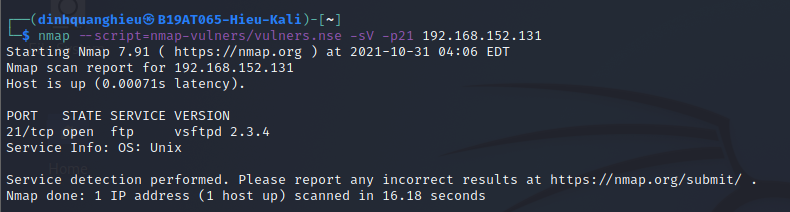 ┌──(dinhquanghieu㉿B19AT065-Hieu-Kali)-[~]
└─$ nmap --script=nmap-vulners/vulners.nse -sV -p21 192.168.152.131
Starting Nmap 7.91 ( https://nmap.org ) at 2021-10-31 04:06 EDT
Nmap scan report for 192.168.152.131
Host is up (0.00071s latency).

PORT   STATE SERVICE VERSION
21/tcp open  ftp     vsftpd 2.3.4
Service Info: OS: Unix

Service detection performed. Please report any incorrect results at https://nmap.org/submit/ .
Nmap done: 1 IP address (1 host up) scanned in 16.18 seconds